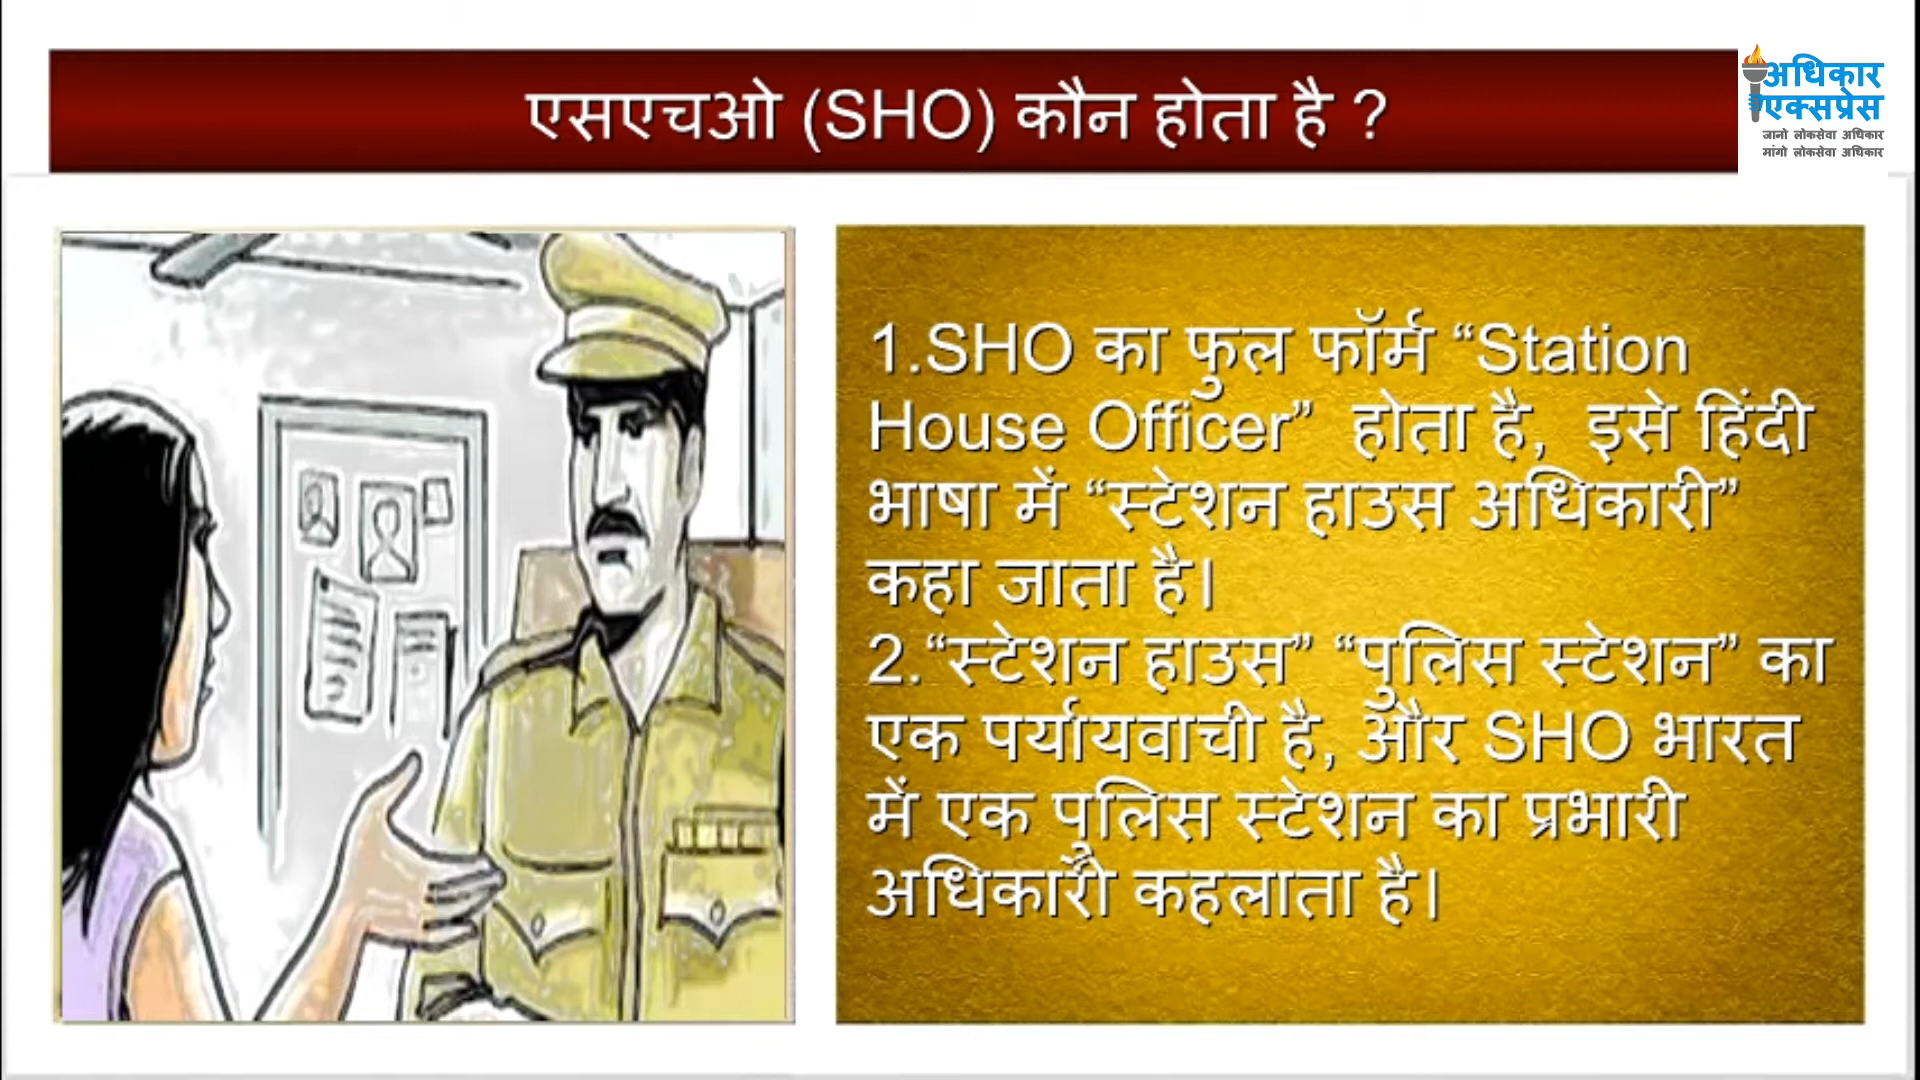 एसएचओ (SHO) कौन होता है ?
अधिकार
एक्सप्रेस
जानो लोकसेवा अधिकार
मांगो लोकसेवा अधिकार
1.SHO का फुल फॉर्म “Station
House Officer” होता है, इसे हिंदी
भाषा में “स्टेशन हाउस अधिकारी”
कहा जाता है।
2.“स्टेशन हाउस” “पुलिस स्टेशन” का
एक पर्यायवाची है, और SHO भारत
में एक पुलिस स्टेशन का प्रभारी
अधिकारी कहलाता है।